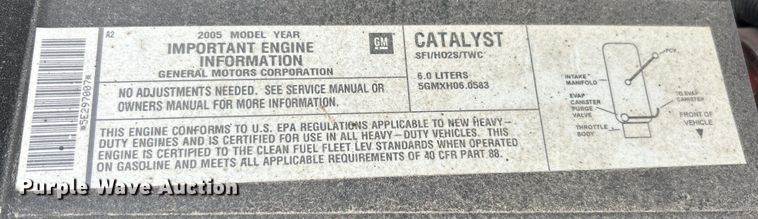 A2
2005 MODEL YEAR
IMPORTANT ENGINE
INFORMATION
GENERAL MOTORS CORPORATION
GM
NO ADJUSTMENTS NEEDED. SEE SERVICE MANUAL OR
OWNERS MANUAL FOR MORE INFORMATION.
CATALYST
SFI/HO2S/TWC
6.0 LITERS
5GMXH06.0583
THIS ENGINE CONFORMS TO U.S. EPA REGULATIONS APPLICABLE TO NEW HEAVY-
DUTY ENGINES AND IS CERTIFIED FOR USE IN ALL HEAVY-DUTY VEHICLES. THIS
ENGINE IS CERTIFIED TO THE CLEAN FUEL FLEET LEV STANDARDS WHEN OPERATED
ON GASOLINE AND MEETS ALL APPLICABLE REQUIREMENTS OF 40 CFR PART 88.
*5E297807*
PCV
INTAKE
MANIFOLD
EVAP
CANISTER
PURGE
VALVE
THROTTLE
BODY
TO EVAP
CANISTER
FRONT OF
VEHICLE
Purple Wave Auction